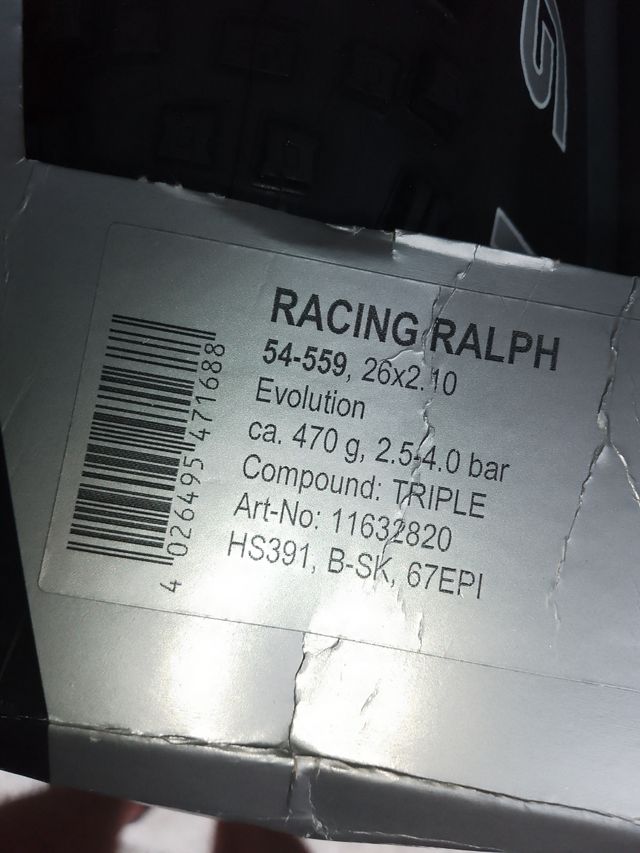 RACING RALPH
54-559, 26x2.10
Evolution
ca. 470 g, 2.5-4.0 bar
Compound: TRIPLE
Art-No: 11632820
HS391, B-SK, 67EPI
4 026495 471688